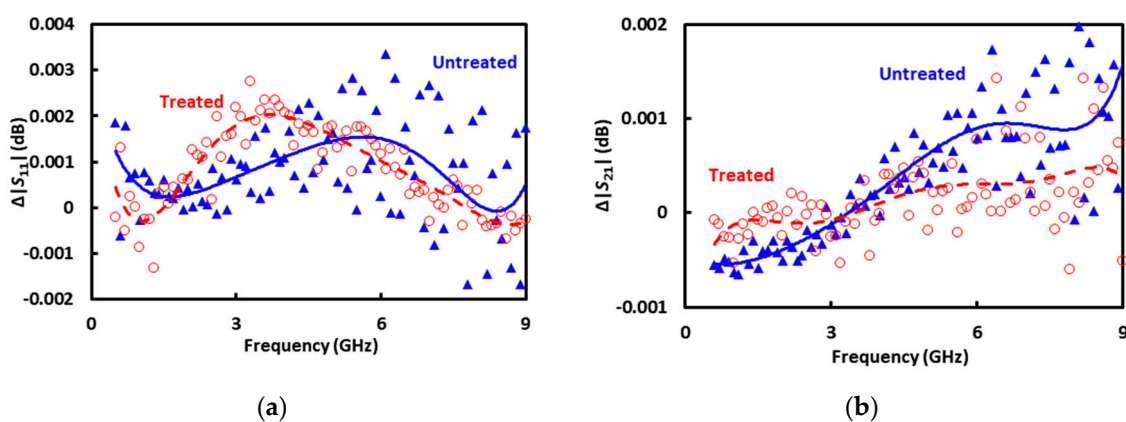 0.004
0.003
0.002
0.001
0
-0.001
-0.002
Δ|S11| (dB)
Treated
Untreated
0 3 6 9
Frequency (GHz)
(a)
0.002
0.001
0
-0.001
Δ|S21| (dB)
Untreated
Treated
0 3 6 9
Frequency (GHz)
(b)